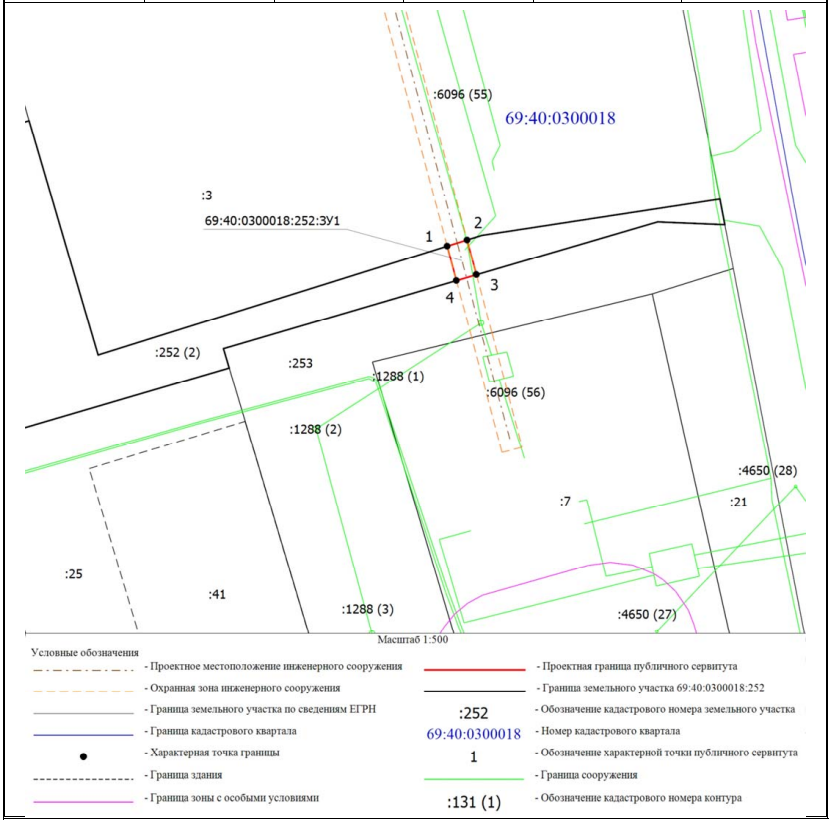 :6096 (55)
69:40:0300018
:3
69:40:0300018:252:ЗУ1
1
2
3
4
:252 (2)
:253
:1288 (1)
:6096 (56)
:1288 (2)
:4650 (28)
:7
:21
:25
:41
:1288 (3)
:4650 (27)
Масштаб 1:500
Условные обозначения
- Проектное местоположение инженерного сооружения
- Охранная зона инженерного сооружения
- Граница земельного участка по сведениям ЕГРН
- Граница кадастрового квартала
- Характерная точка границы
- Граница здания
- Граница зоны с особыми условиями
- Проектная граница публичного сервитута
- Граница земельного участка 69:40:0300018:252
:252 - Обозначение кадастрового номера земельного участка
69:40:0300018 - Номер кадастрового квартала
1 - Обозначение характерной точки публичного сервитута
- Граница сооружения
:131 (1) - Обозначение кадастрового номера контура